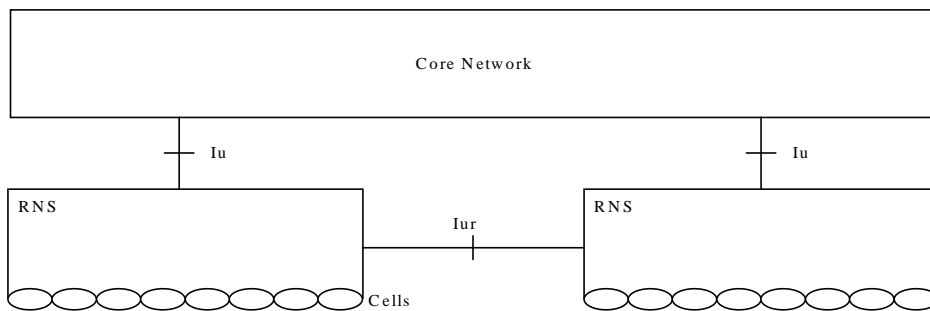 Core Network
Iu
Iu
RNS
RNS
Iur
Cells